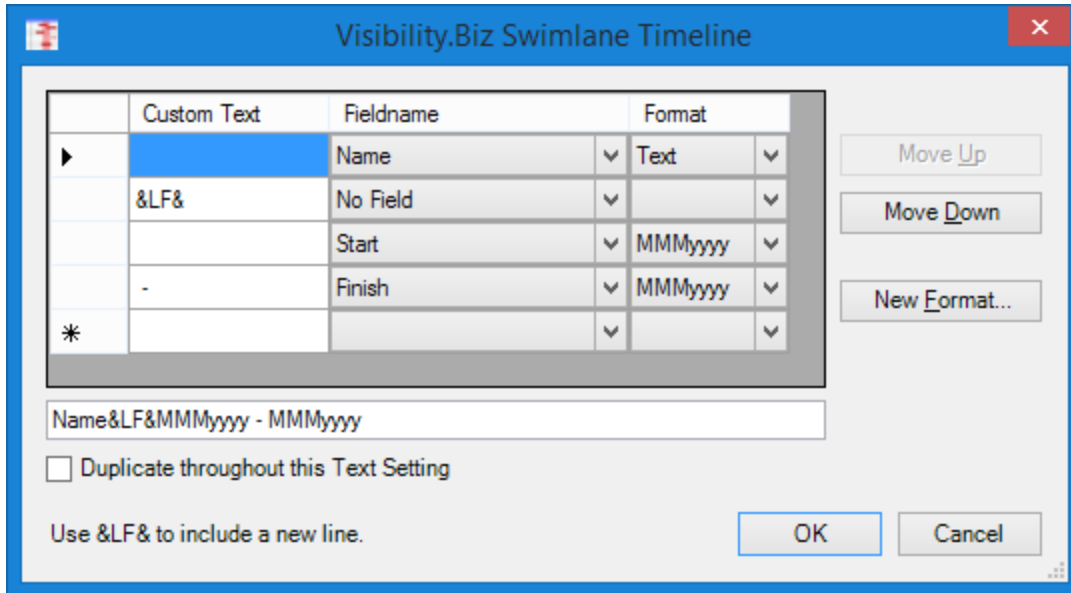 Visibility.Biz Swimlane Timeline
Custom Text Fieldname Format
Name Text
Move Up
&LF& No Field
Move Down
Start MMMyyyy
- Finish MMMyyyy
New Format...
Name&LF&MMMyyyy - MMMyyyy
Duplicate throughout this Text Setting
Use &LF& to include a new line.
OK
Cancel